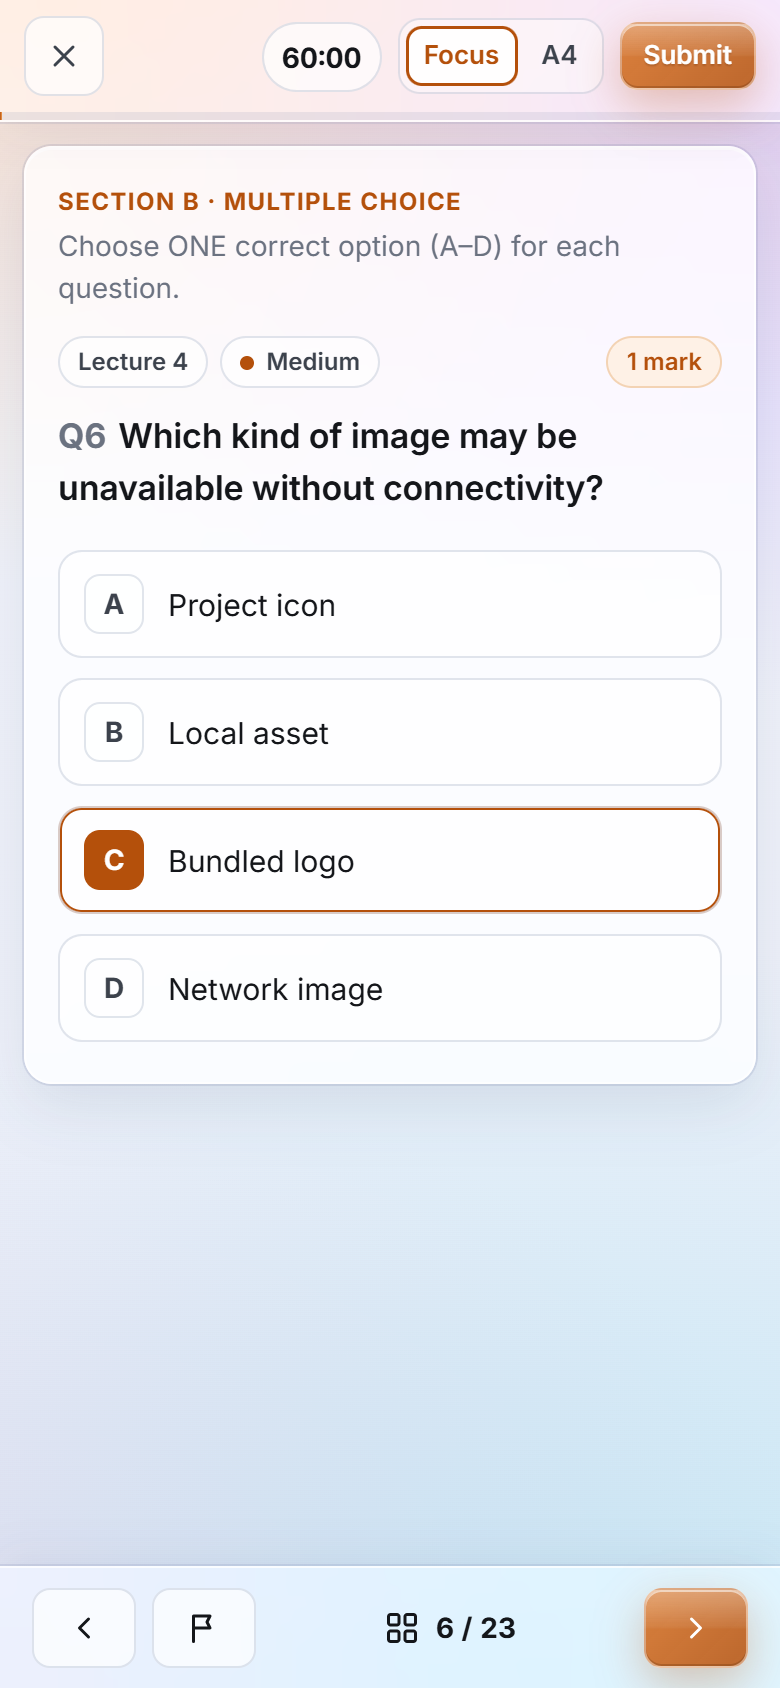 60:00
Focus
A4
Submit
SECTION B · MULTIPLE CHOICE
Choose ONE correct option (A–D) for each
question.
Lecture 4
Medium
1 mark
Q6 Which kind of image may be
unavailable without connectivity?
A Project icon
B Local asset
C Bundled logo
D Network image
6 / 23